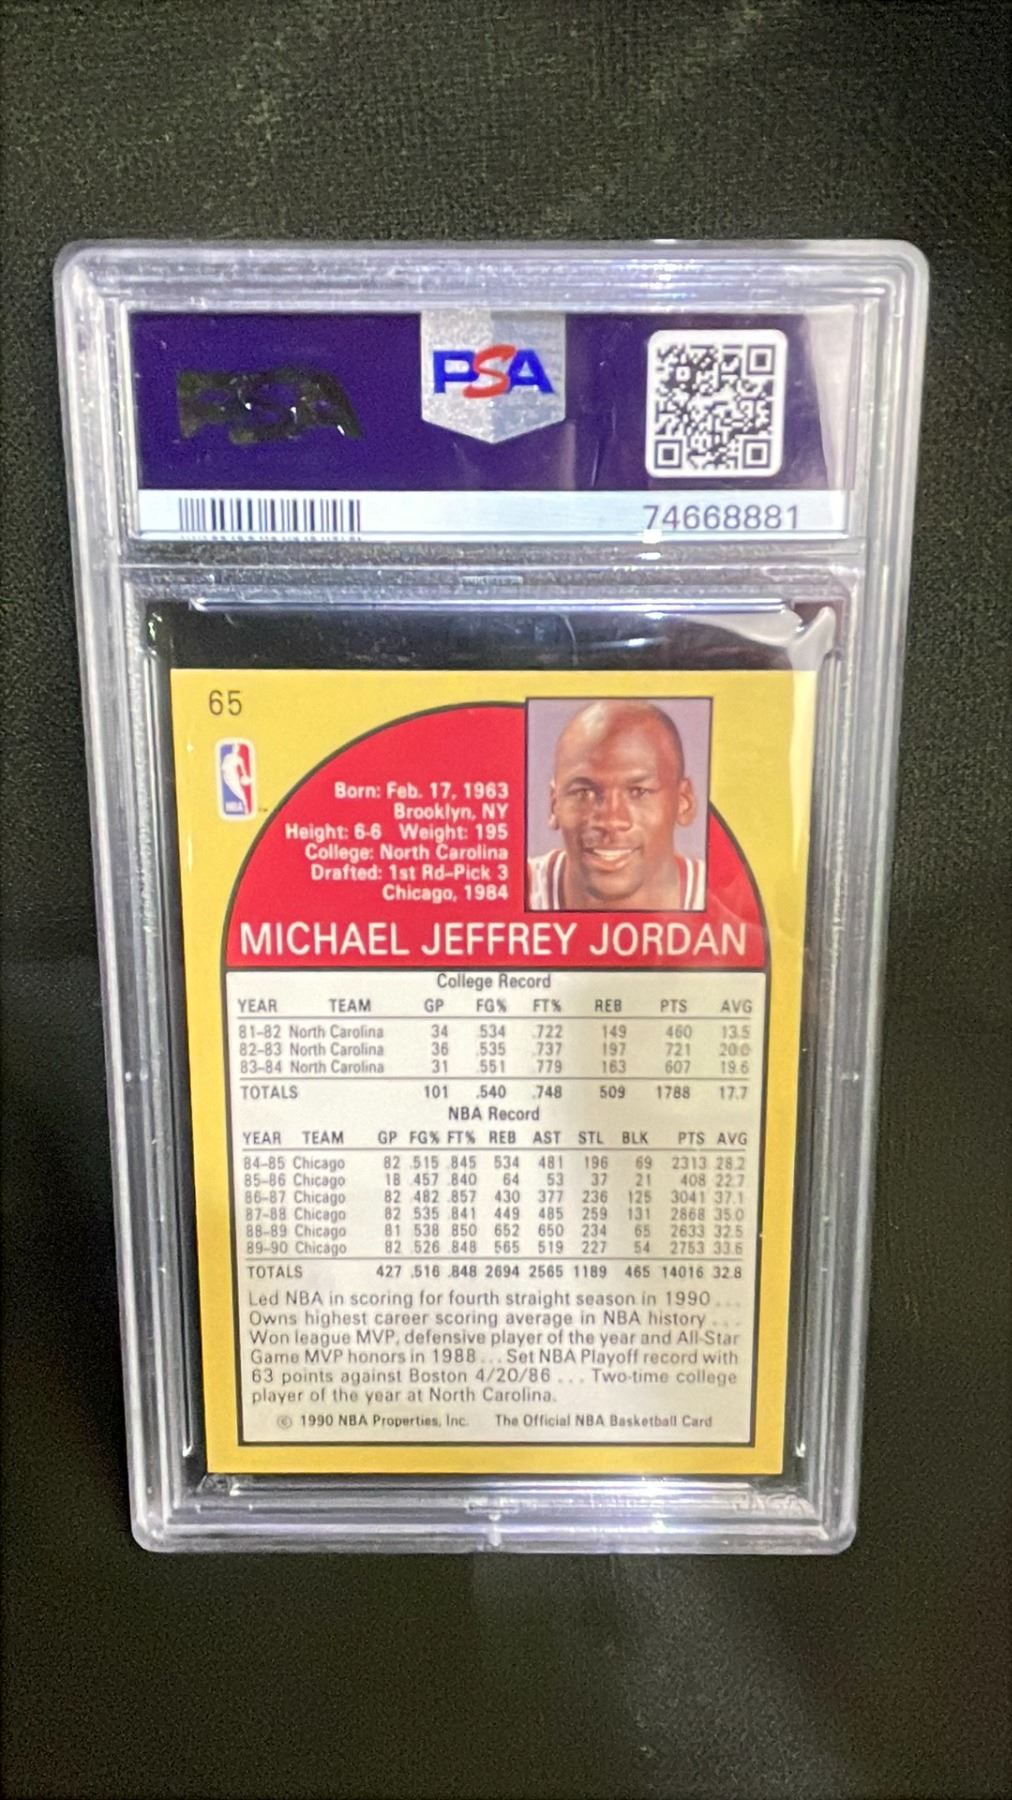 PSA
PSA
74668881
65
NBA
Born: Feb. 17, 1963
Brooklyn, NY
Height: 6-6 Weight: 195
College: North Carolina
Drafted: 1st Rd-Pick 3
Chicago, 1984
MICHAEL JEFFREY JORDAN
College Record
YEAR TEAM GP FG% FT% REB PTS AVG
81-82 North Carolina 34 .534 .722 149 460 13.5
82-83 North Carolina 36 .535 .737 197 721 20.0
83-84 North Carolina 31 .551 .779 163 607 19.6
TOTALS 101 .540 .748 509 1788 17.7
NBA Record
YEAR TEAM GP FG% FT% REB AST STL BLK PTS AVG
84-85 Chicago 82 .515 .845 534 481 196 69 2313 28.2
85-86 Chicago 18 .457 .840 64 53 37 21 408 22.7
86-87 Chicago 82 .482 .857 430 377 236 125 3041 37.1
87-88 Chicago 82 .535 .841 449 485 259 131 2868 35.0
88-89 Chicago 81 .538 .850 652 650 234 65 2633 32.5
89-90 Chicago 82 .526 .848 565 519 227 54 2753 33.6
TOTALS 427 .516 .848 2694 2565 1189 465 14016 32.8
Led NBA in scoring for fourth straight season in 1990 ...
Owns highest career scoring average in NBA history ...
Won league MVP, defensive player of the year and All-Star
Game MVP honors in 1988 ... Set NBA Playoff record with
63 points against Boston 4/20/86 ... Two-time college
player of the year at North Carolina.
© 1990 NBA Properties, Inc. The Official NBA Basketball Card